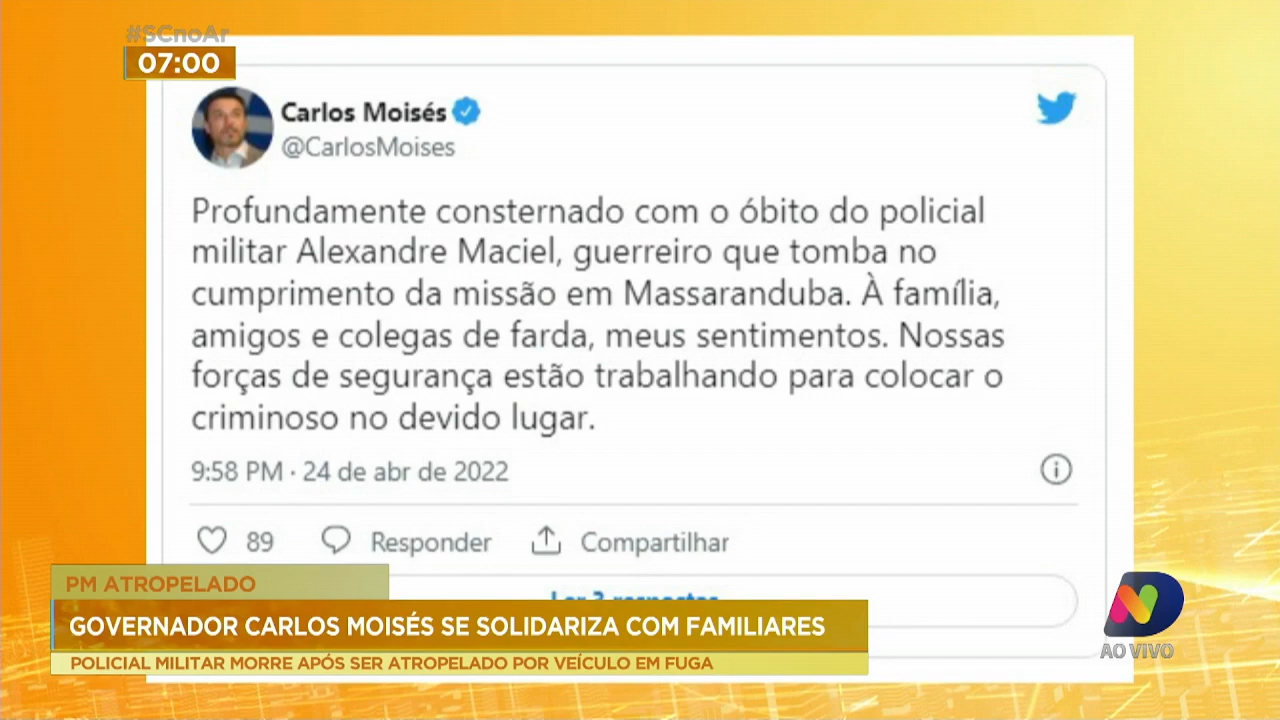 #SCnoAr
07:00
Carlos Moisés
@CarlosMoises
Profundamente consternado com o óbito do policial
militar Alexandre Maciel, guerreiro que tomba no
cumprimento da missão em Massaranduba. À família,
amigos e colegas de farda, meus sentimentos. Nossas
forças de segurança estão trabalhando para colocar o
criminoso no devido lugar.
9:58 PM · 24 de abr de 2022
89 Responder Compartilhar
Ler 3 respostas
PM ATROPELADO
GOVERNADOR CARLOS MOISÉS SE SOLIDARIZA COM FAMILIARES
POLICIAL MILITAR MORRE APÓS SER ATROPELADO POR VEÍCULO EM FUGA
AO VIVO